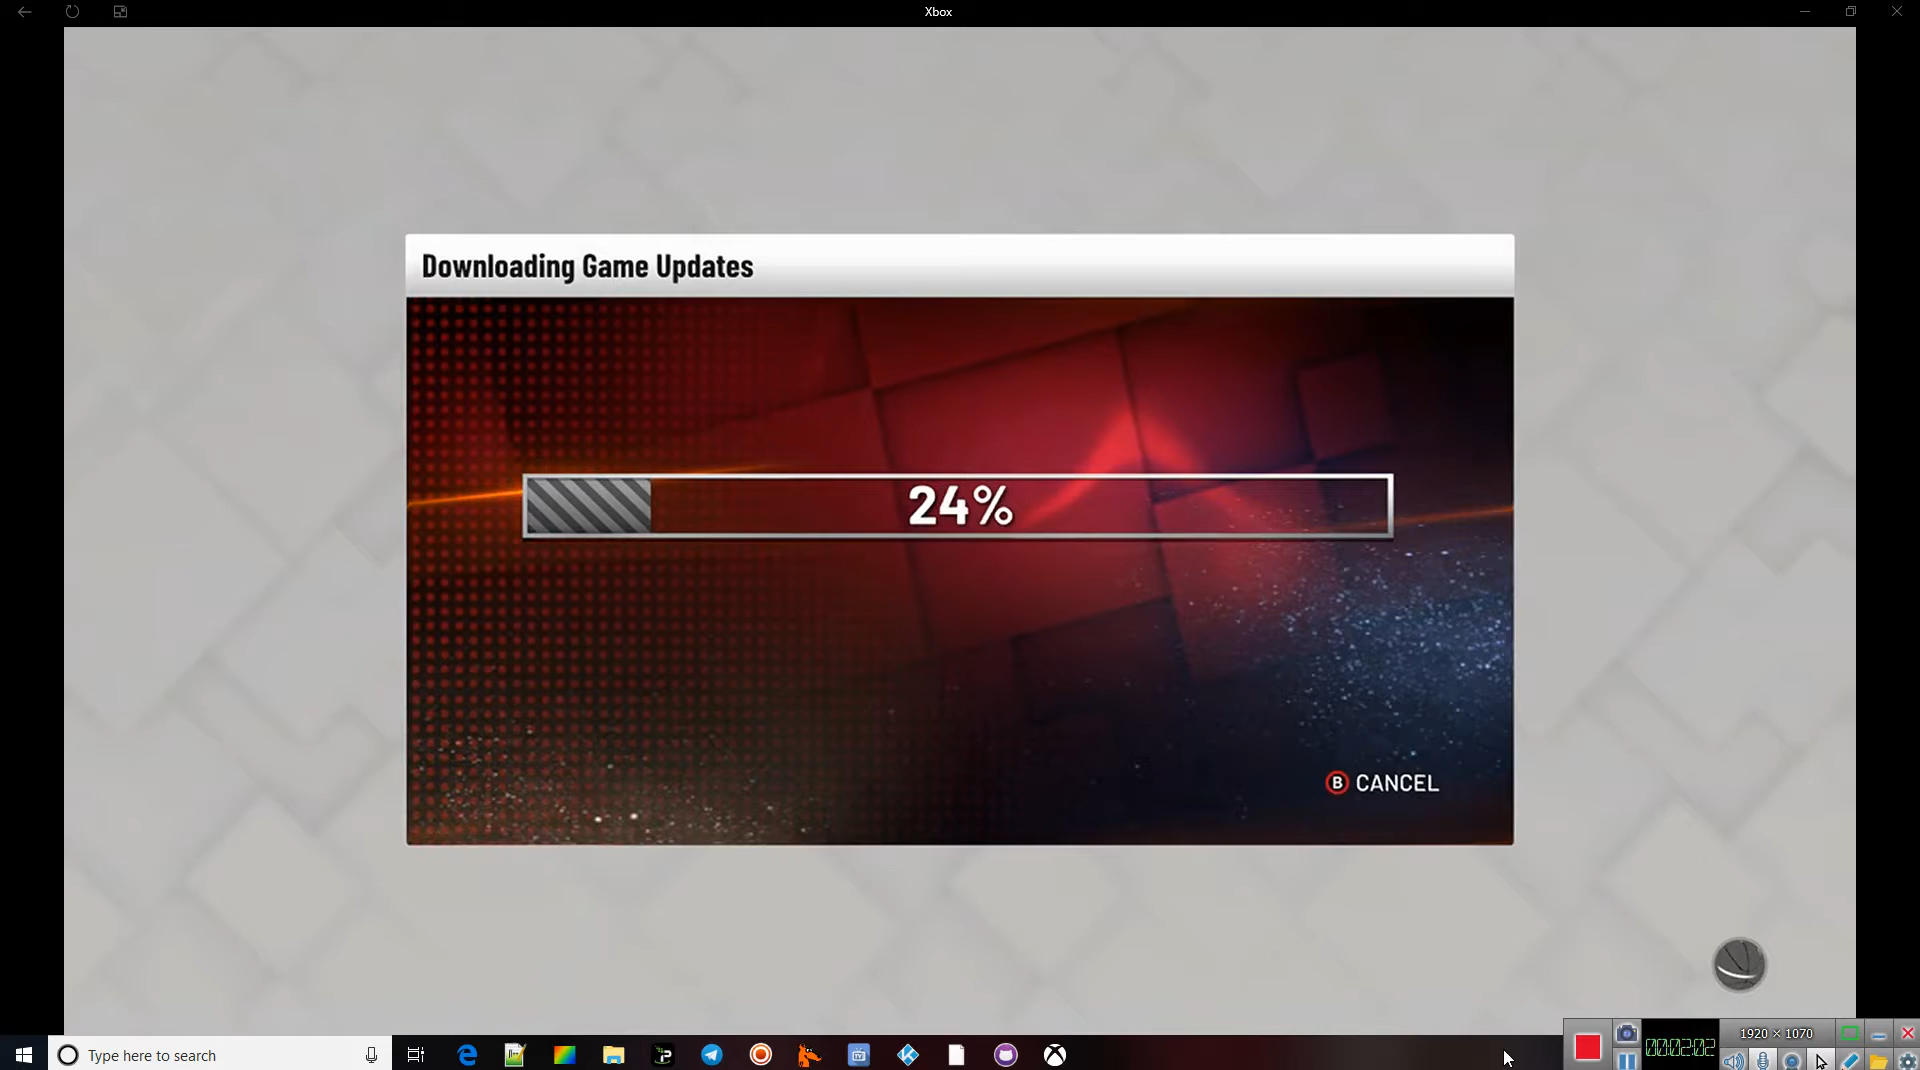 Xbox
Downloading Game Updates
24%
B CANCEL
1920 × 1070
Type here to search
00:02:02